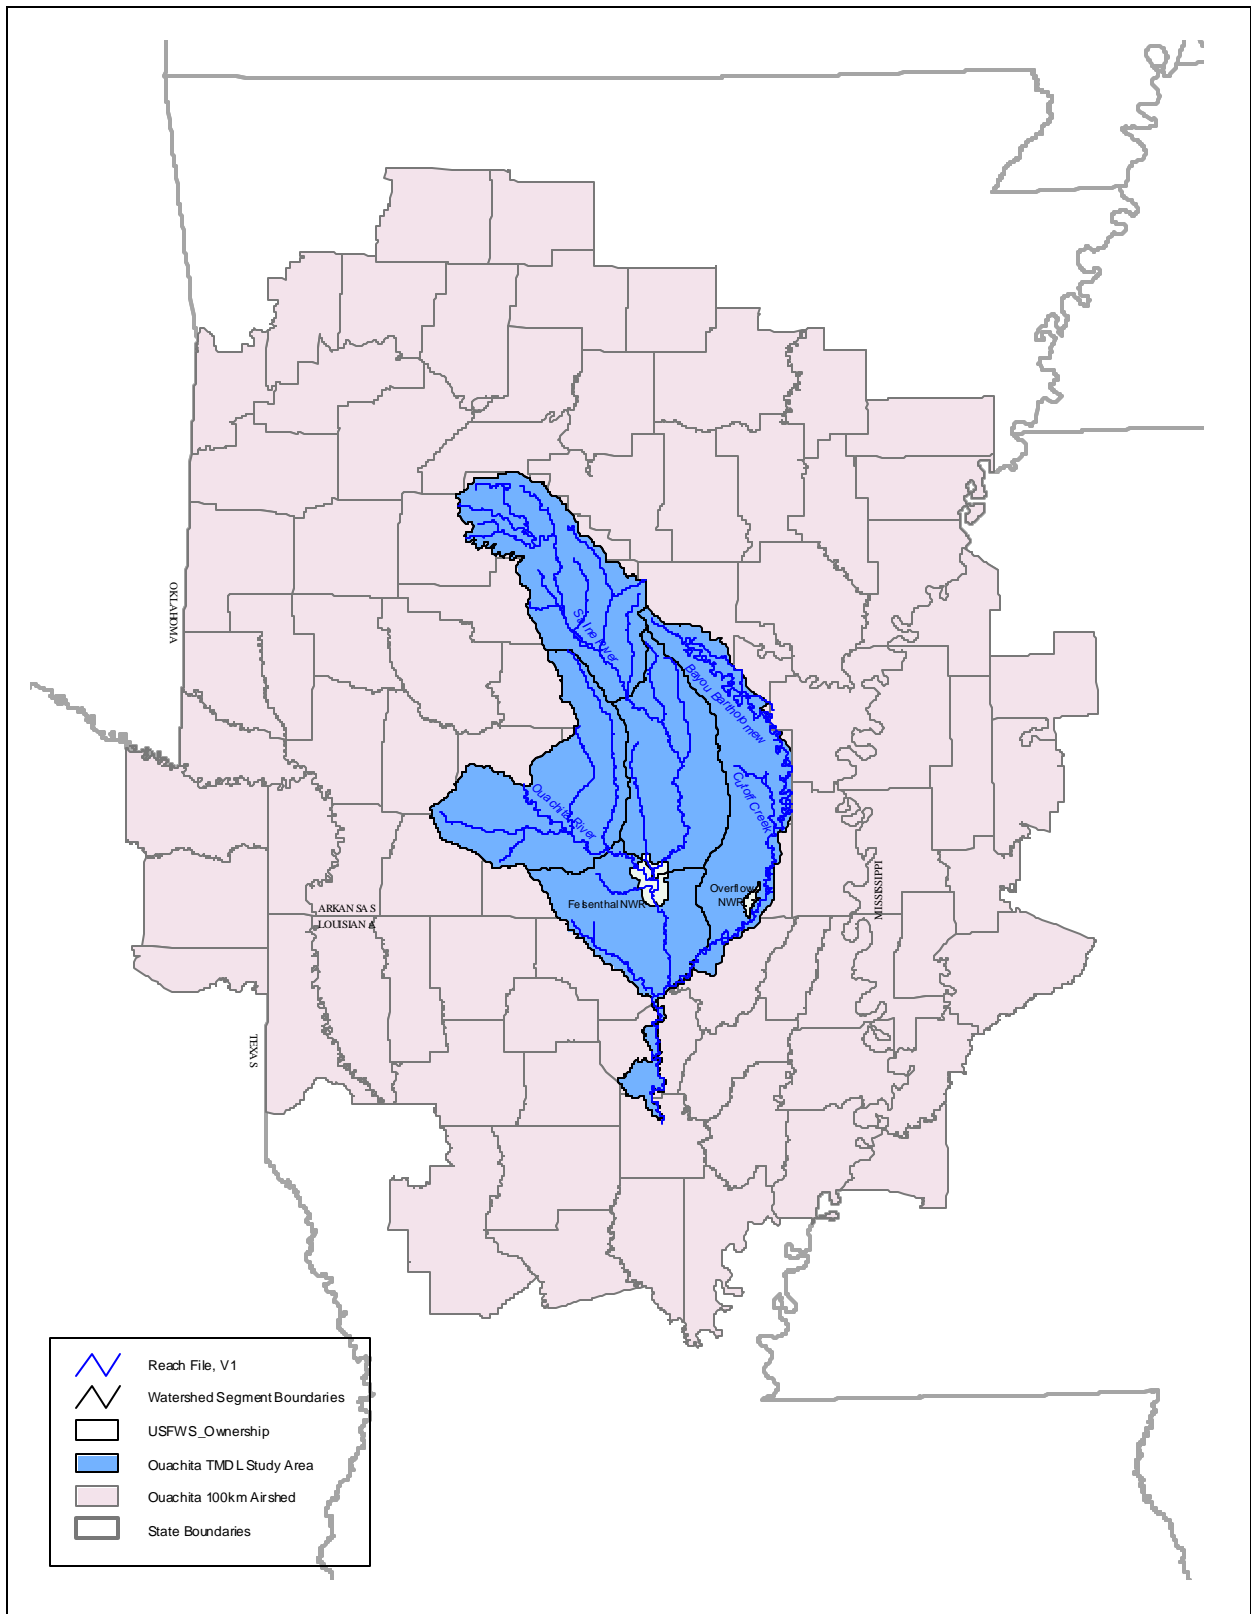 OKLAHOMA
Saline River
Bayou Bartholomew
Cutoff Creek
Ouachita River
Overflow
NWR
Felsenthal NWR
MISSISSIPPI
ARKANSAS
LOUISIANA
TEXAS
Reach File, V1
Watershed Segment Boundaries
USFWS_Ownership
Ouachita TMDL Study Area
Ouachita 100km Airshed
State Boundaries